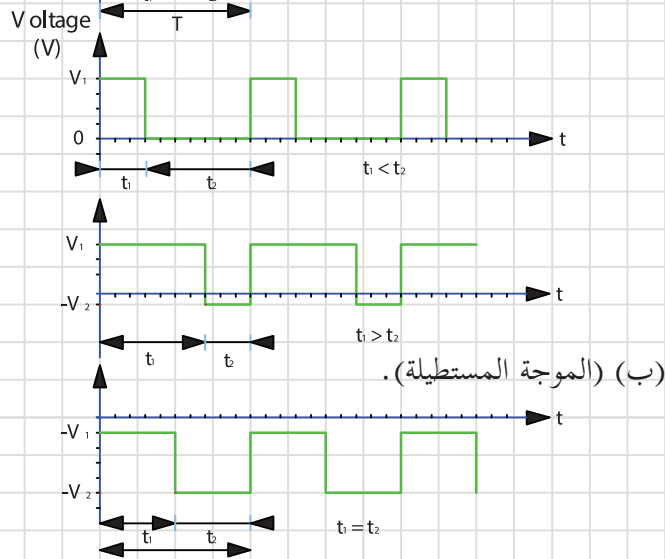 T
Voltage
(V)
V₁
0
t
t₁ t₂ t₁ < t₂
V₁
-V₂
t
t₁ t₂ t₁ > t₂
(ب) (الموجة المستطيلة).
t
-V₁
-V₂
t₁ t₂ t₁ = t₂